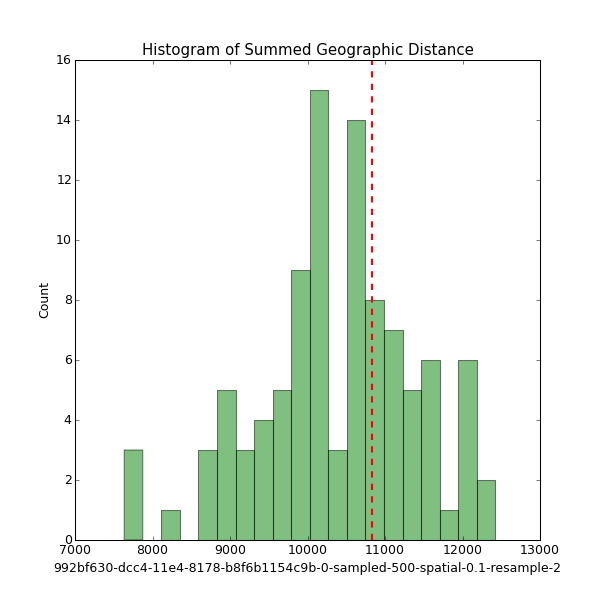 Histogram of Summed Geographic Distance
16
14
12
10
8
6
4
2
0
Count
7000 8000 9000 10000 11000 12000 13000
992bf630-dcc4-11e4-8178-b8f6b1154c9b-0-sampled-500-spatial-0.1-resample-2